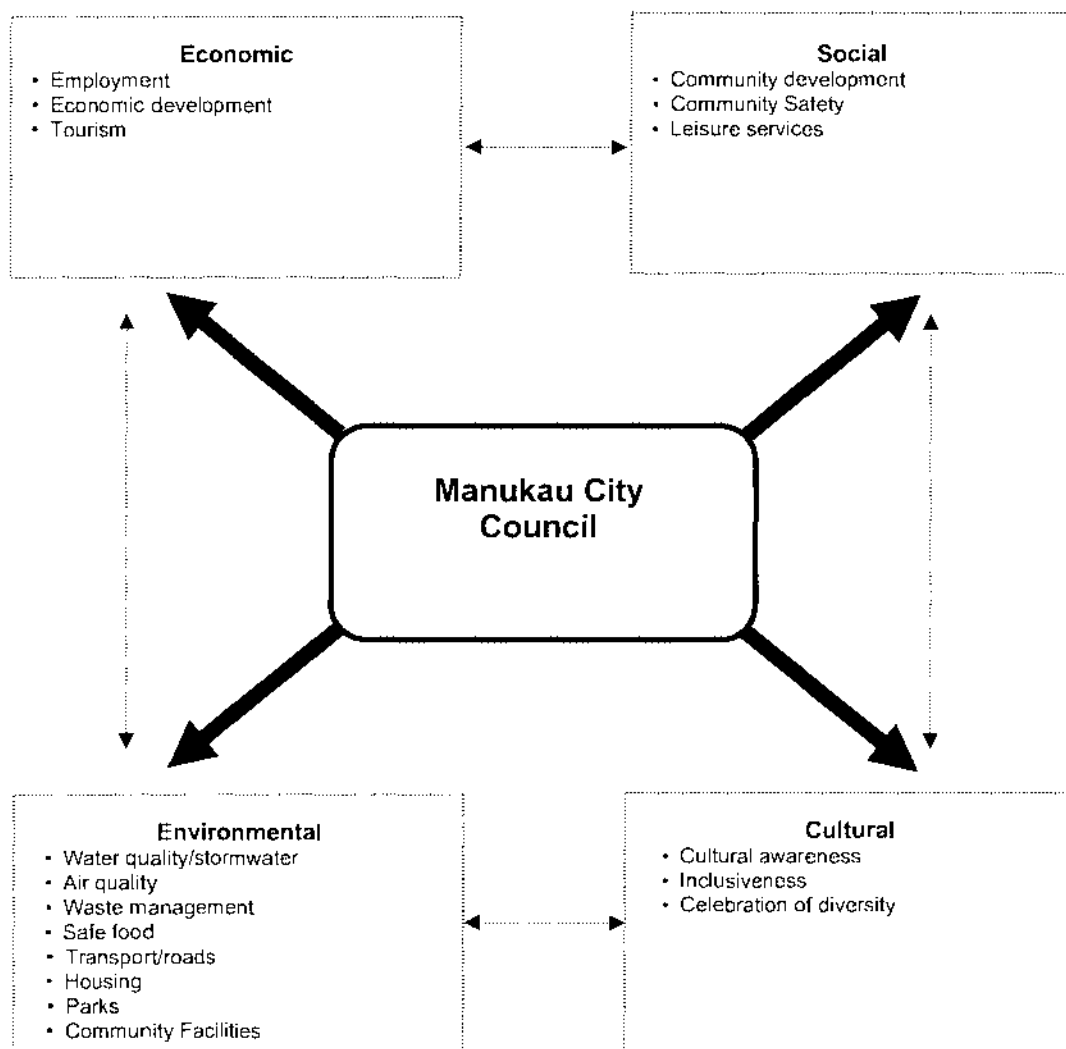 Economic
• Employment
• Economic development
• Tourism
Social
• Community development
• Community Safety
• Leisure services
Manukau City
Council
Environmental
• Water quality/stormwater
• Air quality
• Waste management
• Safe food
• Transport/roads
• Housing
• Parks
• Community Facilities
Cultural
• Cultural awareness
• Inclusiveness
• Celebration of diversity